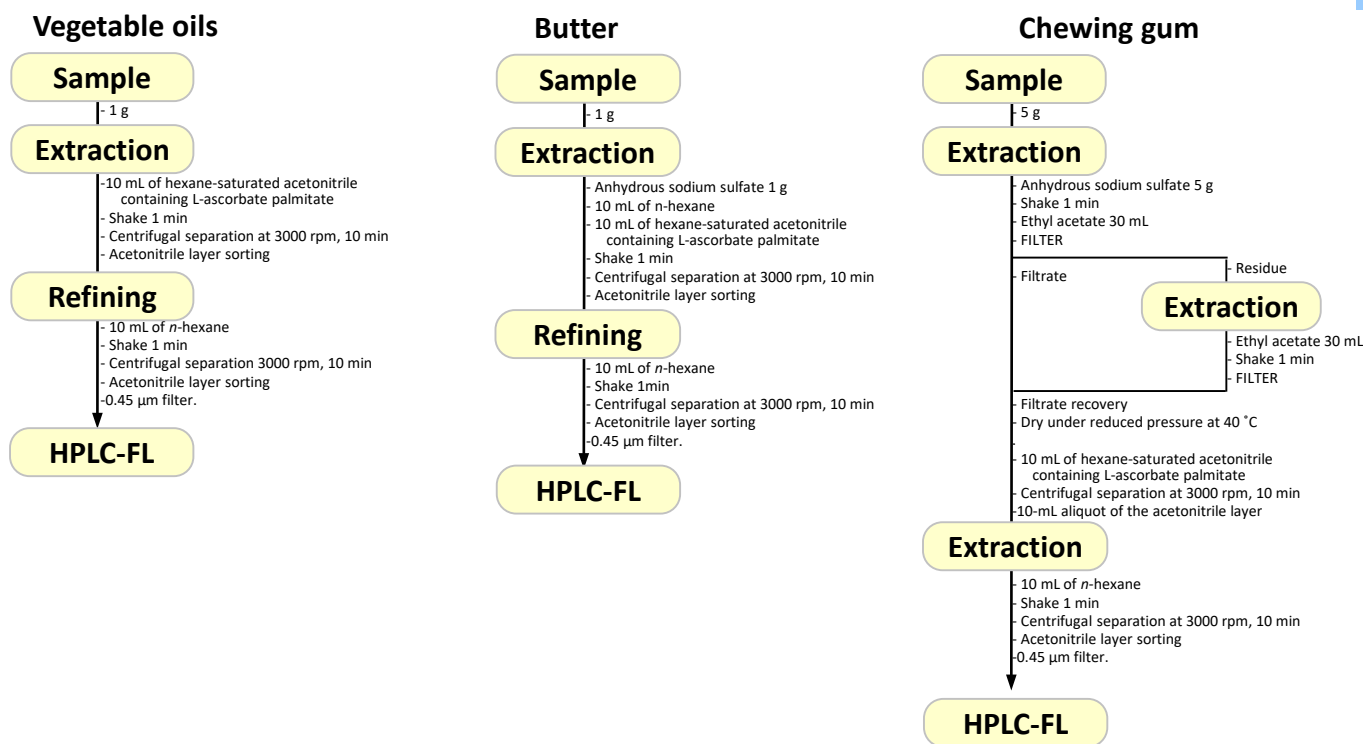 Vegetable oils
Sample
- 1 g
Extraction
-10 mL of hexane-saturated acetonitrile
containing L-ascorbate palmitate
- Shake 1 min
- Centrifugal separation at 3000 rpm, 10 min
- Acetonitrile layer sorting
Refining
- 10 mL of n-hexane
- Shake 1 min
- Centrifugal separation 3000 rpm, 10 min
- Acetonitrile layer sorting
-0.45 μm filter.
HPLC-FL
Butter
Sample
- 1 g
Extraction
- Anhydrous sodium sulfate 1 g
- 10 mL of n-hexane
- 10 mL of hexane-saturated acetonitrile
containing L-ascorbate palmitate
- Shake 1 min
- Centrifugal separation at 3000 rpm, 10 min
- Acetonitrile layer sorting
Refining
- 10 mL of n-hexane
- Shake 1min
- Centrifugal separation at 3000 rpm, 10 min
- Acetonitrile layer sorting
-0.45 μm filter.
HPLC-FL
Chewing gum
Sample
- 5 g
Extraction
- Anhydrous sodium sulfate 5 g
- Shake 1 min
- Ethyl acetate 30 mL
- FILTER
- Filtrate
- Residue
Extraction
- Ethyl acetate 30 mL
- Shake 1 min
- FILTER
- Filtrate recovery
- Dry under reduced pressure at 40 ˚C
-
- 10 mL of hexane-saturated acetonitrile
containing L-ascorbate palmitate
- Centrifugal separation at 3000 rpm, 10 min
-10-mL aliquot of the acetonitrile layer
Extraction
- 10 mL of n-hexane
- Shake 1 min
- Centrifugal separation at 3000 rpm, 10 min
- Acetonitrile layer sorting
-0.45 μm filter.
HPLC-FL